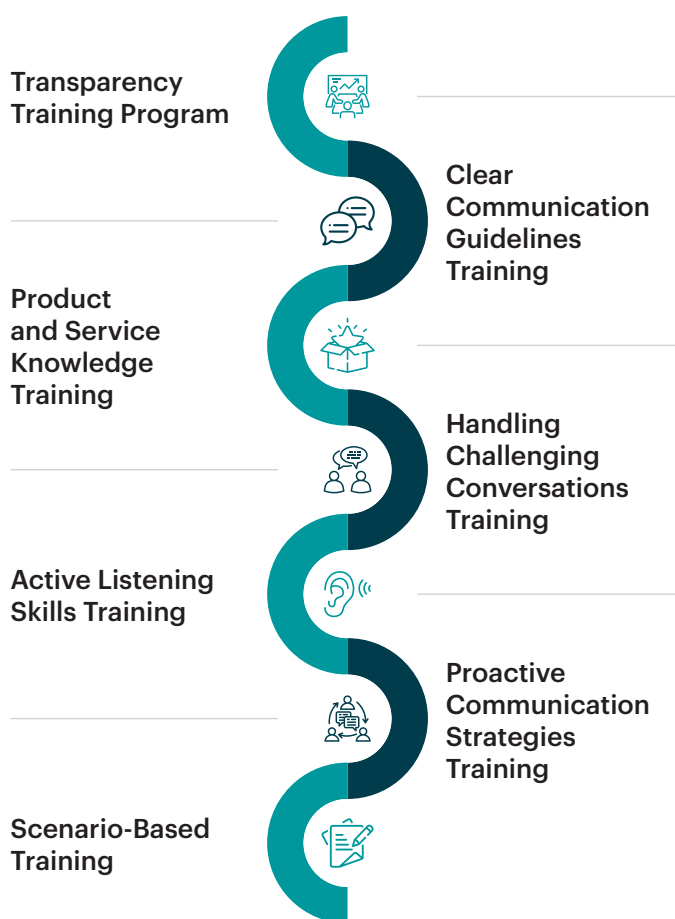 Transparency
Training Program
Clear
Communication
Guidelines
Training
Product
and Service
Knowledge
Training
Handling
Challenging
Conversations
Training
Active Listening
Skills Training
Proactive
Communication
Strategies
Training
Scenario-Based
Training